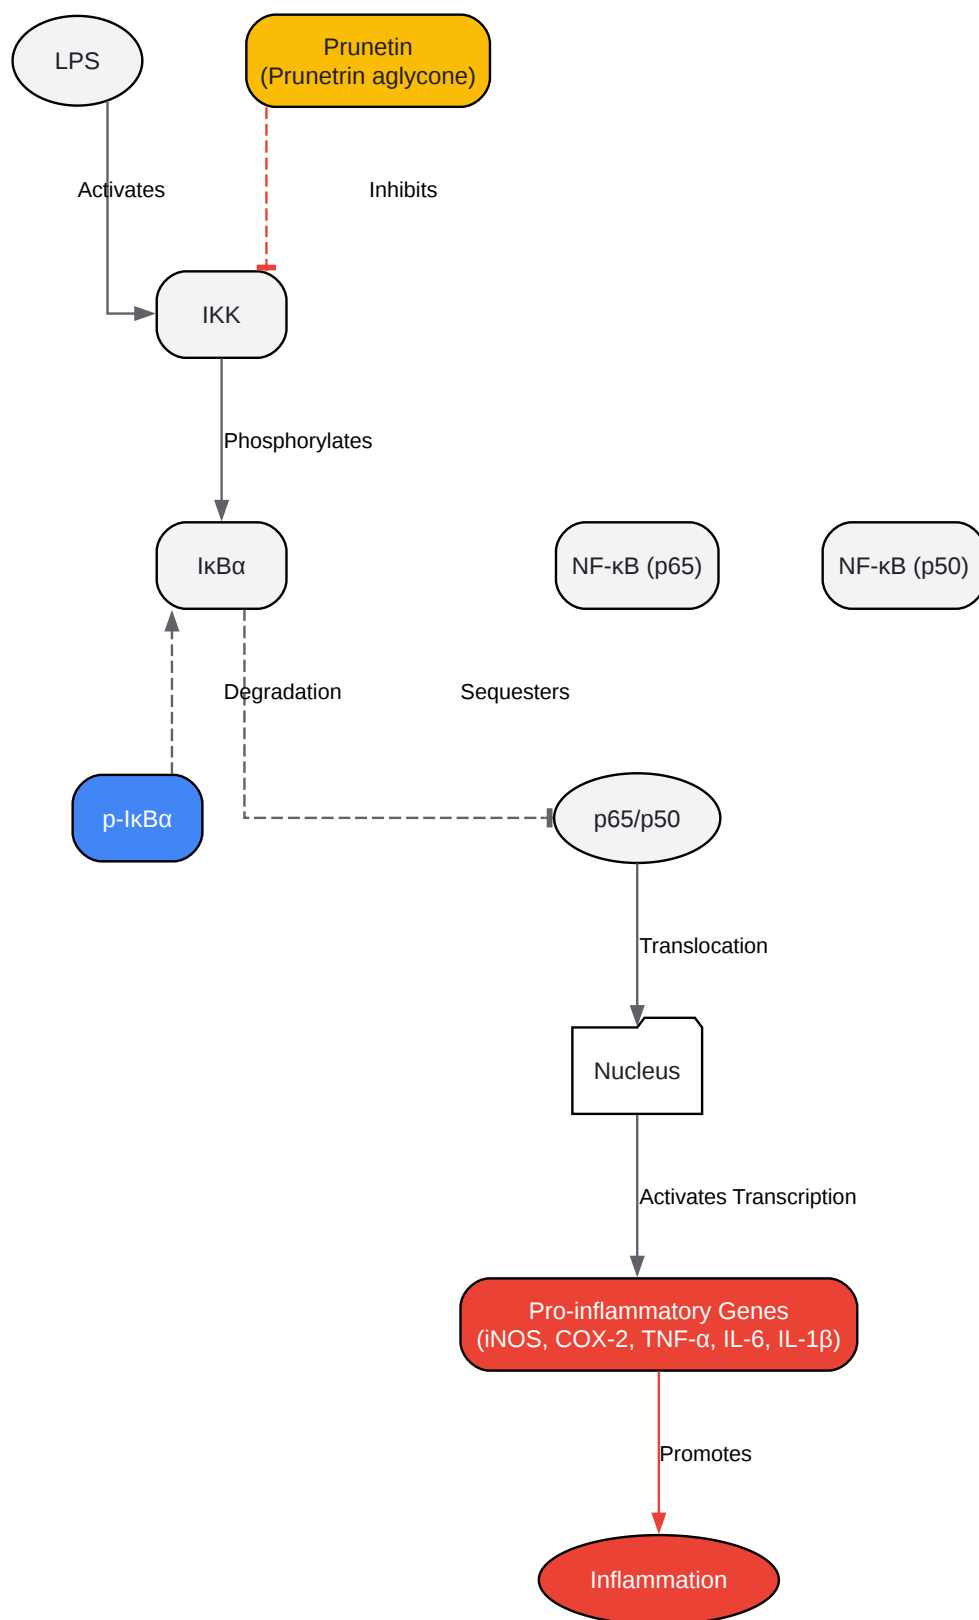 LPS
Prunetin
(Prunetrin aglycone)
Activates
Inhibits
IKK
Phosphorylates
IκBα
NF-κB (p65)
NF-κB (p50)
Degradation
Sequesters
p-IκBα
p65/p50
Translocation
Nucleus
Activates Transcription
Pro-inflammatory Genes
(iNOS, COX-2, TNF-α, IL-6, IL-1β)
Promotes
Inflammation